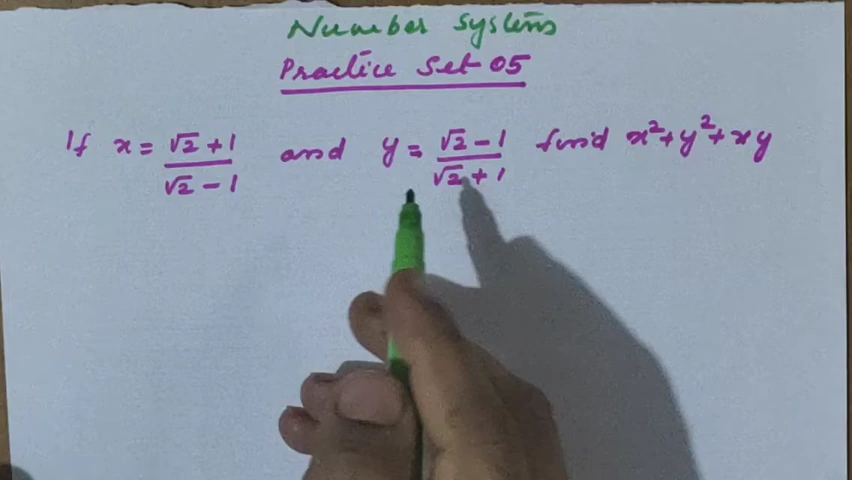 Number Systems
Practice Set 05
If x = √2 + 1 / √2 - 1 and y = √2 - 1 / √2 + 1 find x² + y² + xy